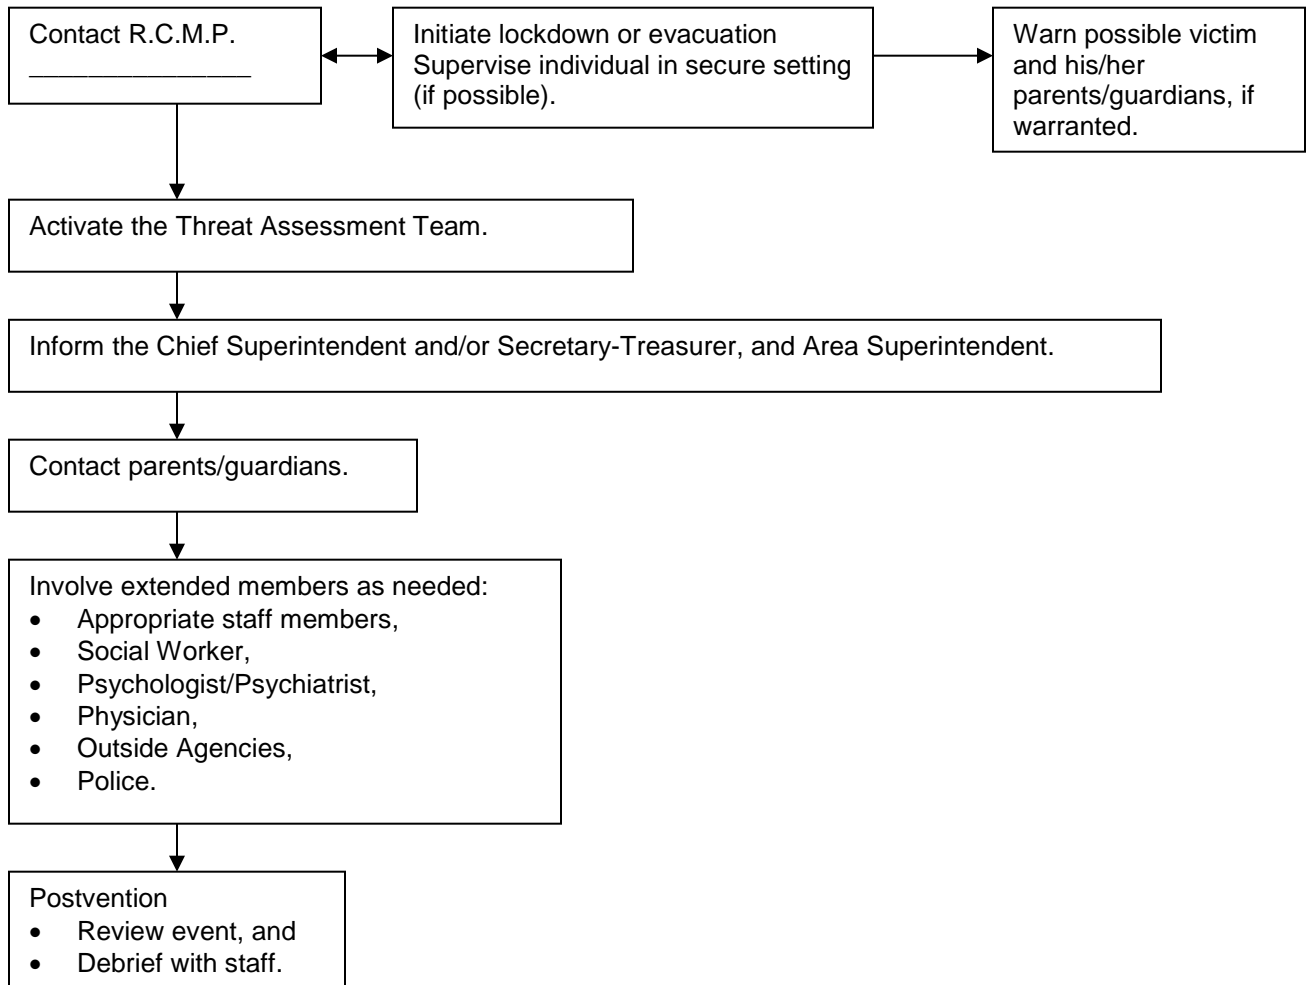 Contact R.C.M.P.
_______________
Initiate lockdown or evacuation
Supervise individual in secure setting
(if possible).
Warn possible victim
and his/her
parents/guardians, if
warranted.
Activate the Threat Assessment Team.
Inform the Chief Superintendent and/or Secretary-Treasurer, and Area Superintendent.
Contact parents/guardians.
Involve extended members as needed:
• Appropriate staff members,
• Social Worker,
• Psychologist/Psychiatrist,
• Physician,
• Outside Agencies,
• Police.
Postvention
• Review event, and
• Debrief with staff.